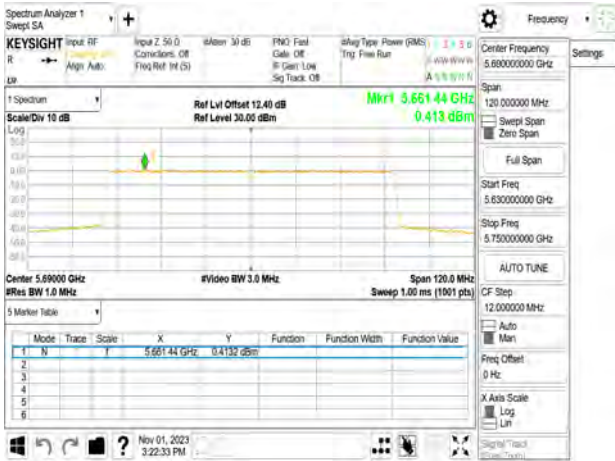 Spectrum Analyzer 1
Swept SA
+
Frequency
KEYSIGHT
Input: RF
Align: Auto
Input Z: 50 Ω
Corrections: Off
Freq Ref: Int (S)
#Atten: 30 dB
PNO: Fast
Gate: Off
IF Gain: Low
Sig Track: Off
#Avg Type: Power (RMS)
Trig: Free Run
Center Frequency
5.690000000 GHz
Settings
Span
120.000000 MHz
Swept Span
Zero Span
Full Span
Start Freq
5.630000000 GHz
Stop Freq
5.750000000 GHz
AUTO TUNE
CF Step
12.000000 MHz
Auto
Man
Freq Offset
0 Hz
X Axis Scale
Log
Lin
Signal Track
1 Spectrum
Scale/Div 10 dB
Log
Ref Lvl Offset 12.40 dB
Ref Level 30.00 dBm
Mkr1 5.661 44 GHz
0.413 dBm
Center 5.69000 GHz
#Res BW 1.0 MHz
#Video BW 3.0 MHz
Span 120.0 MHz
Sweep 1.00 ms (1001 pts)
5 Marker Table
Mode Trace Scale X Y Function Function Width Function Value
1 N f 5.661 44 GHz 0.4132 dBm
2
3
4
5
6
?
Nov 01, 2023
3:22:33 PM